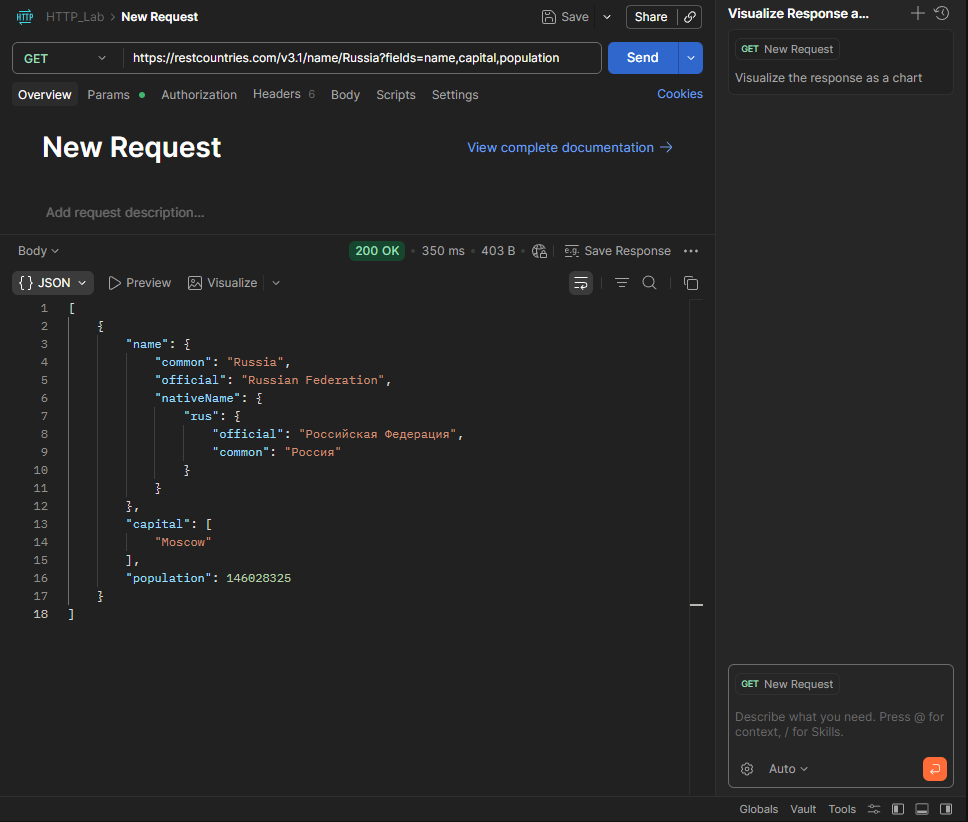 HTTP HTTP_Lab > New Request Save Share
GET https://restcountries.com/v3.1/name/Russia?fields=name,capital,population Send
Overview Params Authorization Headers 6 Body Scripts Settings Cookies
New Request View complete documentation →
Add request description...
Body 200 OK • 350 ms • 403 B • e.g. Save Response
{} JSON Preview Visualize
1 [
2 {
3 "name": {
4 "common": "Russia",
5 "official": "Russian Federation",
6 "nativeName": {
7 "rus": {
8 "official": "Российская Федерация",
9 "common": "Россия"
10 }
11 }
12 },
13 "capital": [
14 "Moscow"
15 ],
16 "population": 146028325
17 }
18 ]
Visualize Response a...
GET New Request
Visualize the response as a chart
GET New Request
Describe what you need. Press @ for
context, / for Skills.
Auto
Globals Vault Tools